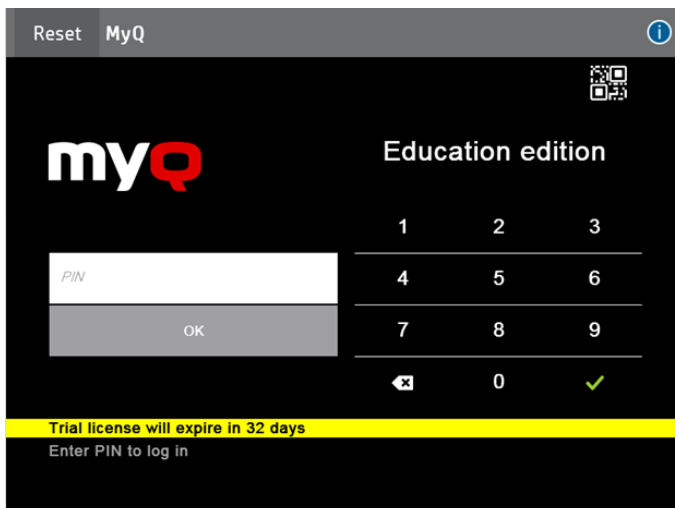 Reset MyQ i
myQ
Education edition
1 2 3
PIN
4 5 6
OK
7 8 9
0
Trial license will expire in 32 days
Enter PIN to log in